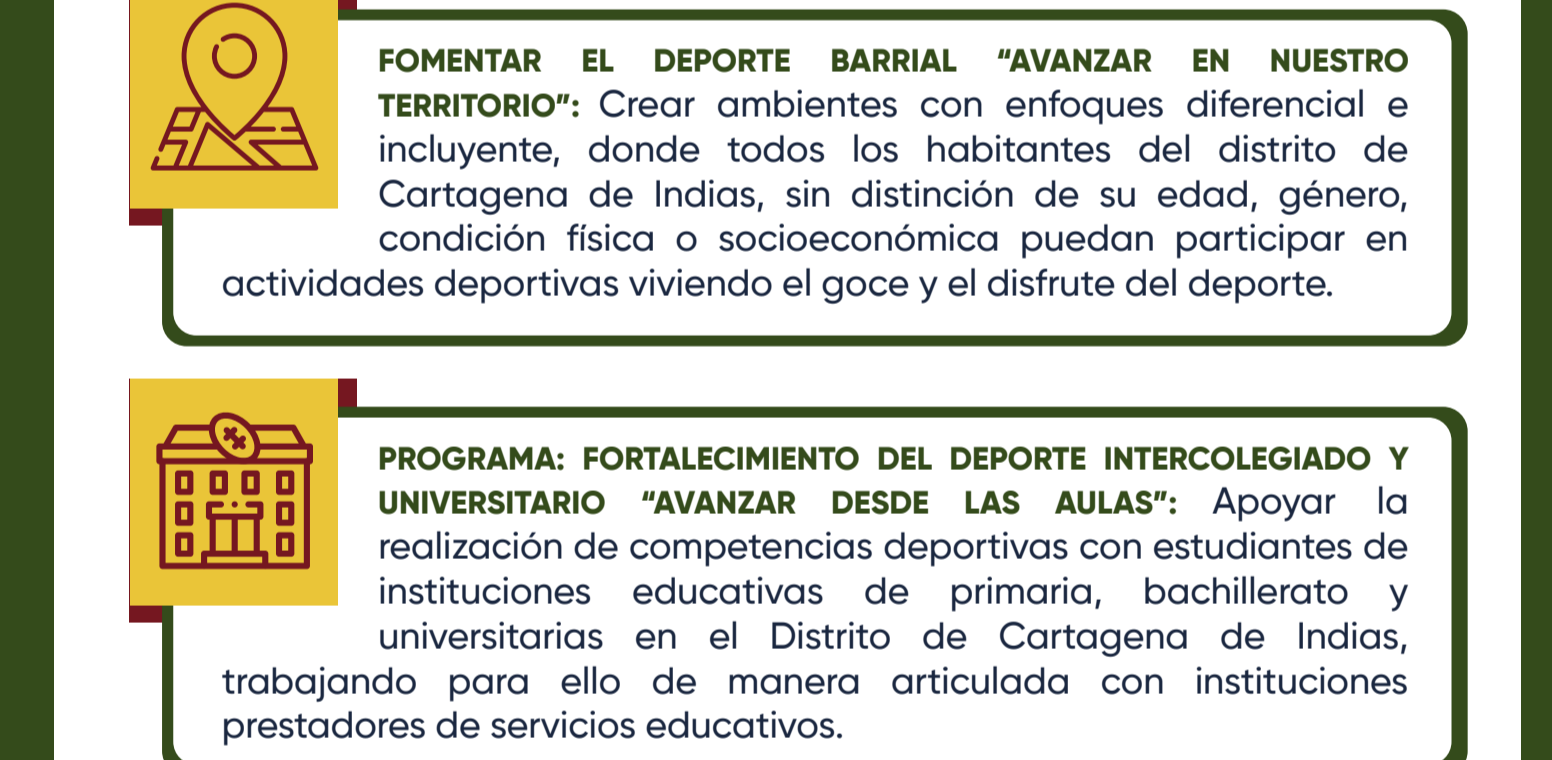 FOMENTAR EL DEPORTE BARRIAL “AVANZAR EN NUESTRO
TERRITORIO”: Crear ambientes con enfoques diferencial e
incluyente, donde todos los habitantes del distrito de
Cartagena de Indias, sin distinción de su edad, género,
condición física o socioeconómica puedan participar en
actividades deportivas viviendo el goce y el disfrute del deporte.
PROGRAMA: FORTALECIMIENTO DEL DEPORTE INTERCOLEGIADO Y
UNIVERSITARIO “AVANZAR DESDE LAS AULAS”: Apoyar la
realización de competencias deportivas con estudiantes de
instituciones educativas de primaria, bachillerato y
universitarias en el Distrito de Cartagena de Indias,
trabajando para ello de manera articulada con instituciones
prestadores de servicios educativos.